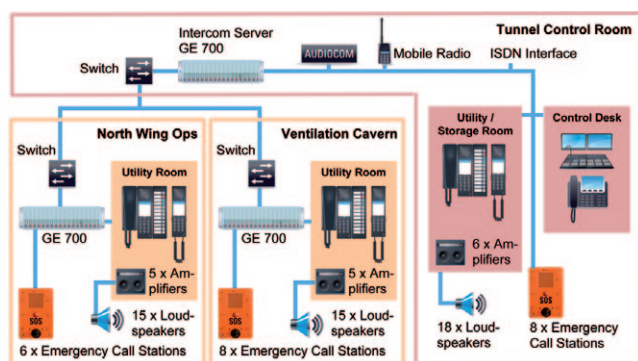 Tunnel Control Room
Intercom Server
GE 700
AUDIOCOM
Mobile Radio
ISDN Interface
Switch
North Wing Ops
Switch
Utility Room
GE 700
5 x Am-
plifiers
SOS
15 x Loud-
speakers
6 x Emergency Call Stations
Ventilation Cavern
Switch
Utility Room
GE 700
5 x Am-
plifiers
SOS
15 x Loud-
speakers
8 x Emergency Call Stations
Utility /
Storage Room
6 x Am-
plifiers
18 x Loud-
speakers
Control Desk
SOS
8 x Emergency
Call Stations